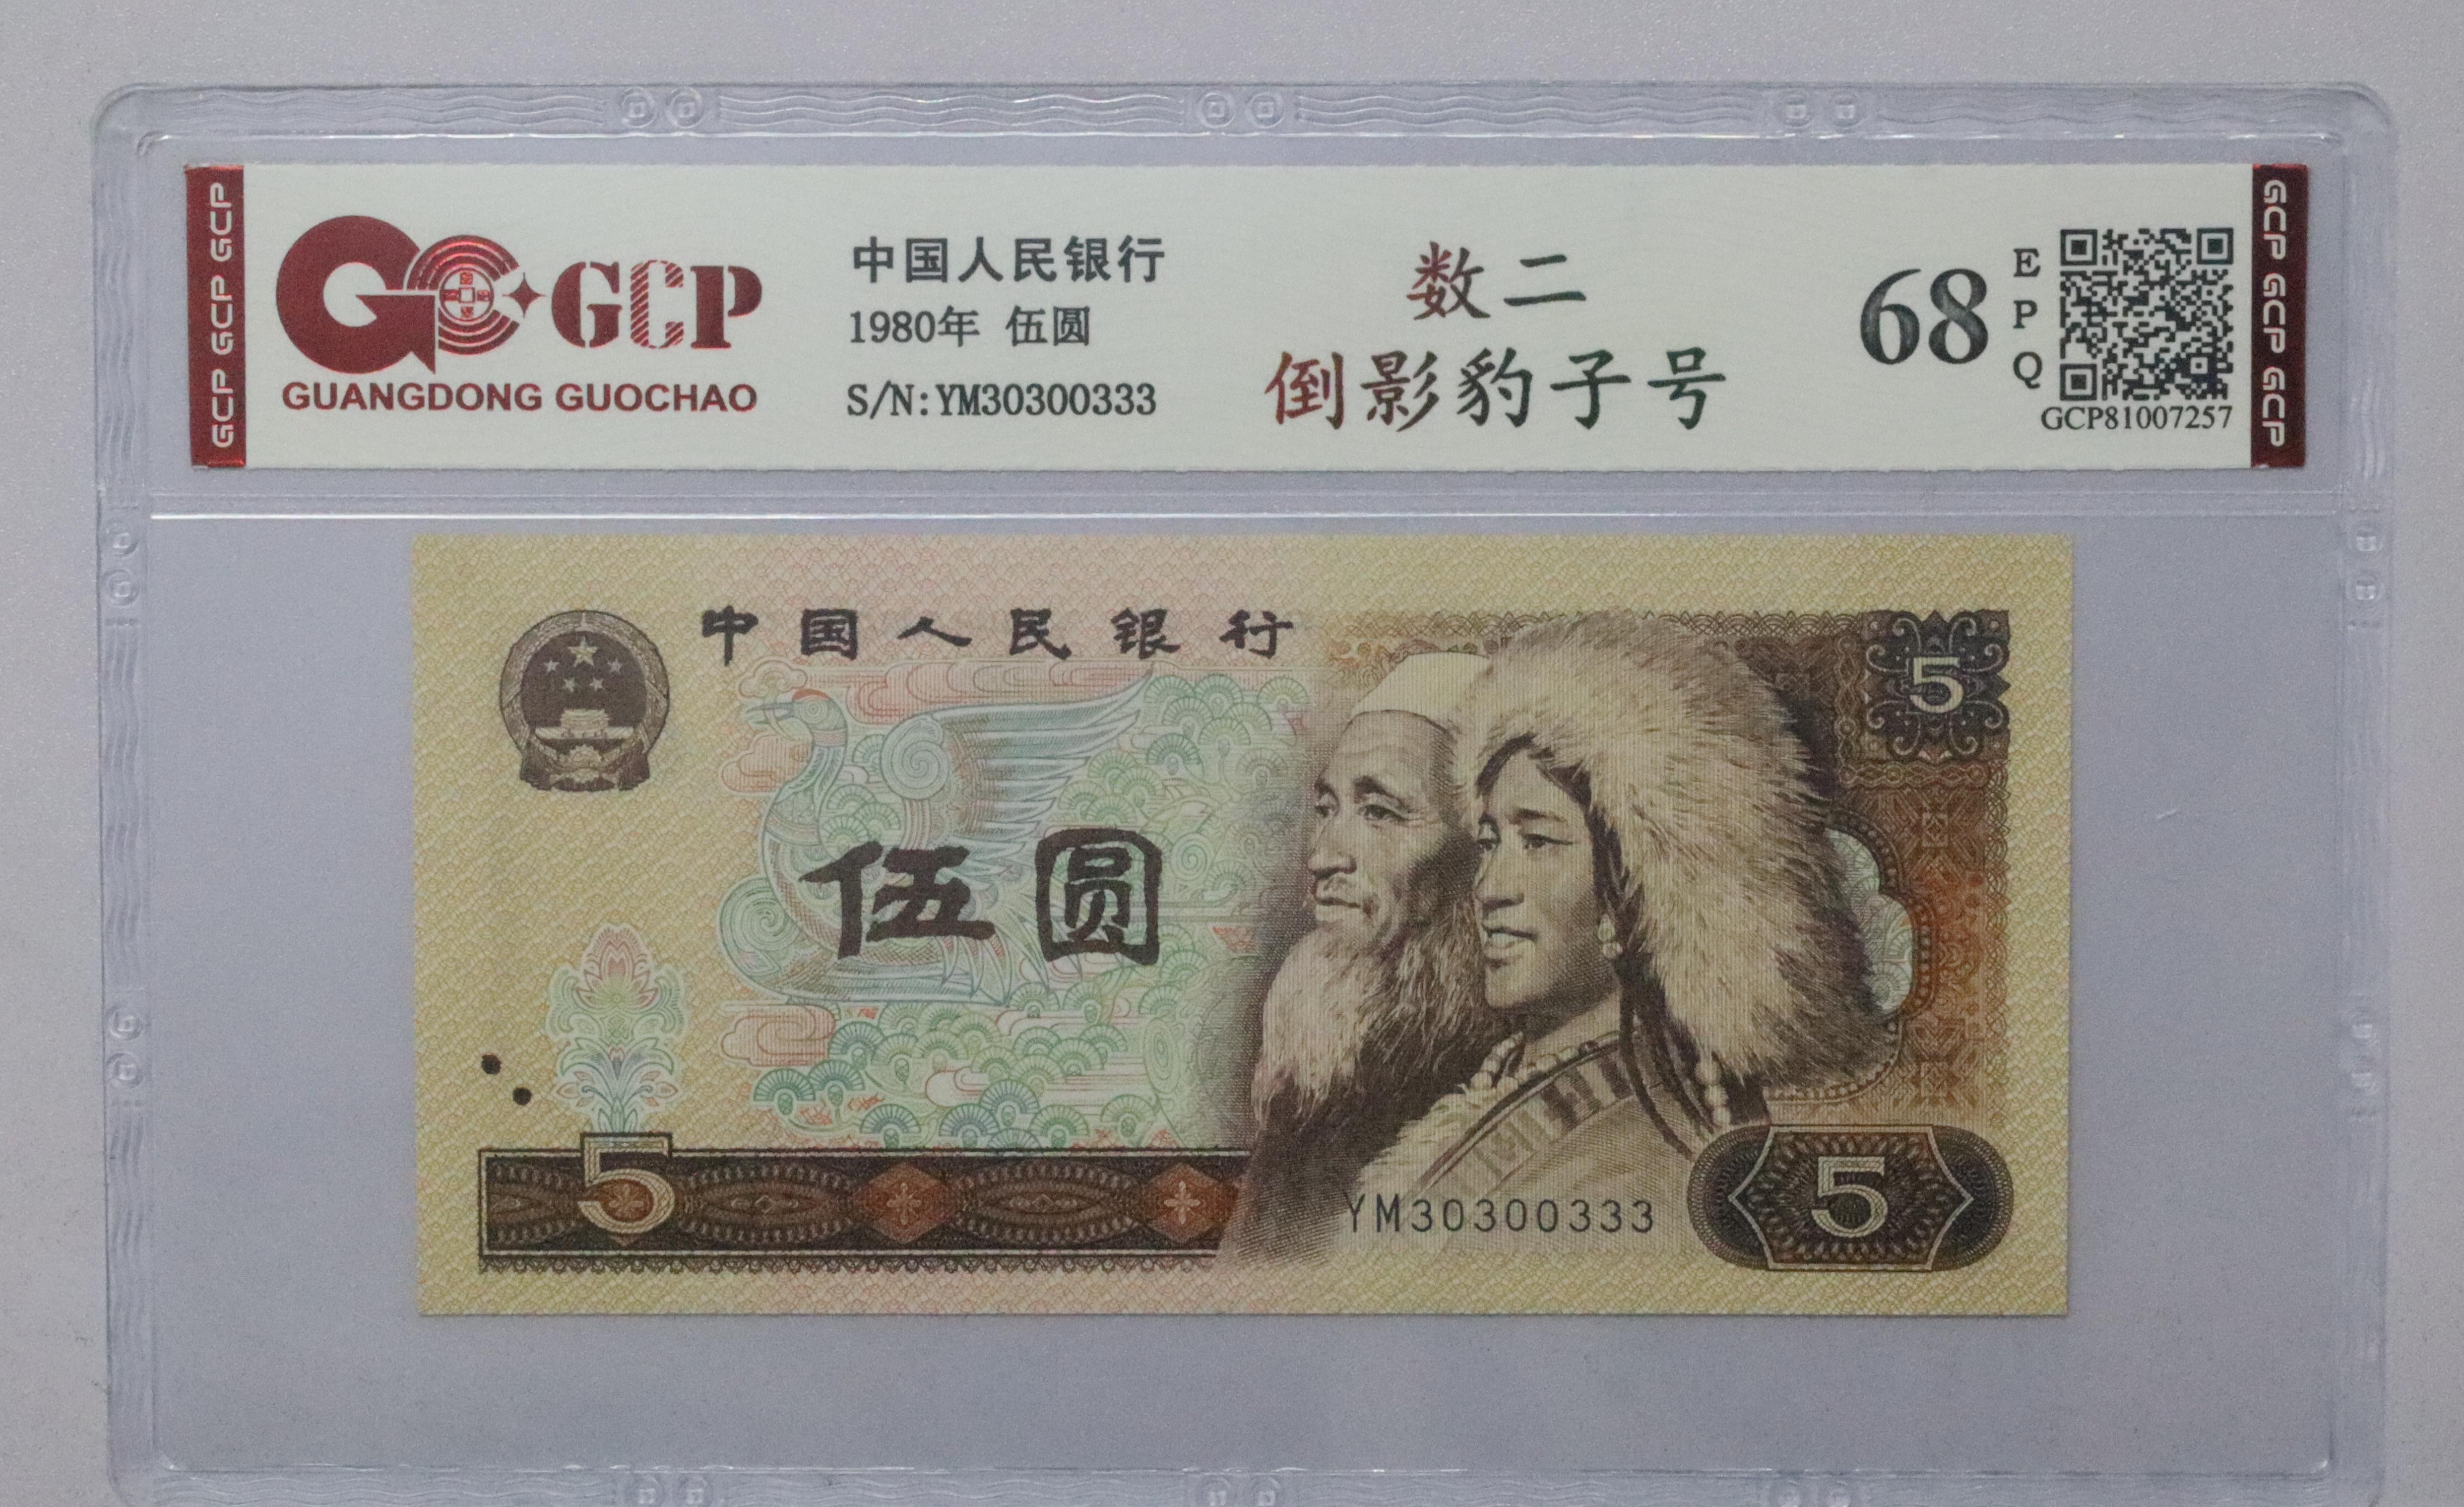 GCP GCP GCP
GCP
GUANGDONG GUOCHAO
中国人民银行
1980年 伍圆
S/N:YM30300333
数二
倒影豹子号
68
EPQ
GCP81007257
GCP GCP GCP
中国人民银行
伍圆
5
5
5
YM30300333